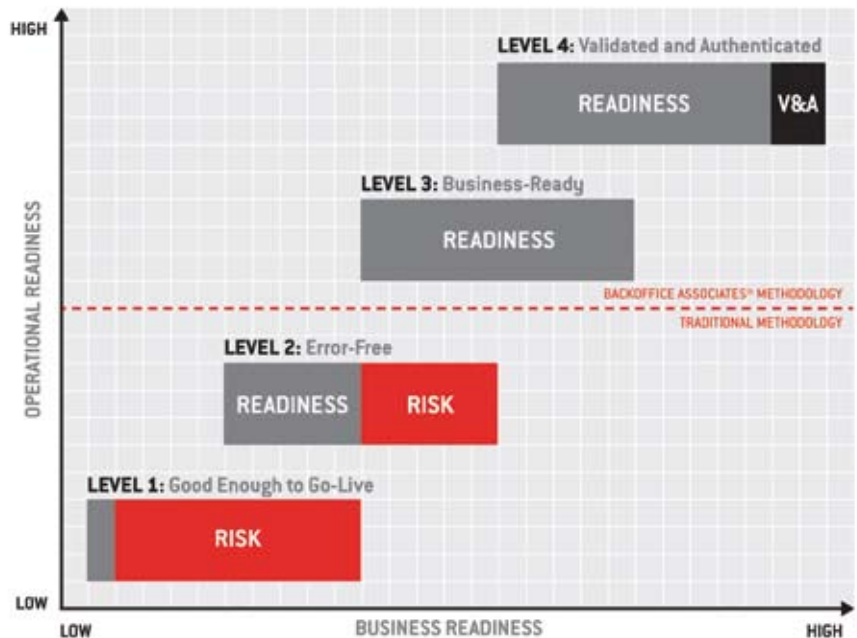 HIGH
LEVEL 4: Validated and Authenticated
READINESS V&A
LEVEL 3: Business-Ready
READINESS
BACKOFFICE ASSOCIATES® METHODOLOGY
TRADITIONAL METHODOLOGY
OPERATIONAL READINESS
LEVEL 2: Error-Free
READINESS RISK
LEVEL 1: Good Enough to Go-Live
RISK
LOW
LOW BUSINESS READINESS HIGH